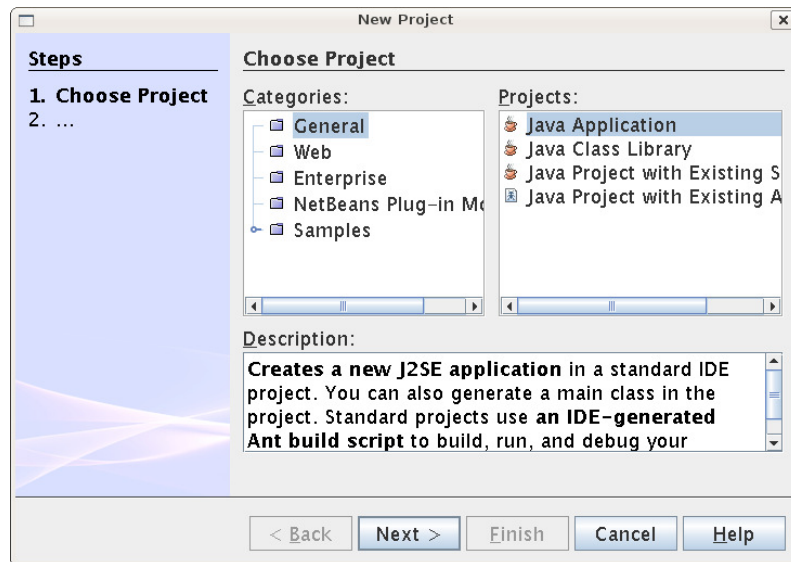 New Project
Steps
1. Choose Project
2. ...
Choose Project
Categories:
General
Web
Enterprise
NetBeans Plug-in Mo
Samples
Projects:
Java Application
Java Class Library
Java Project with Existing S
Java Project with Existing A
Description:
Creates a new J2SE application in a standard IDE
project. You can also generate a main class in the
project. Standard projects use an IDE-generated
Ant build script to build, run, and debug your
< Back
Next >
Finish
Cancel
Help